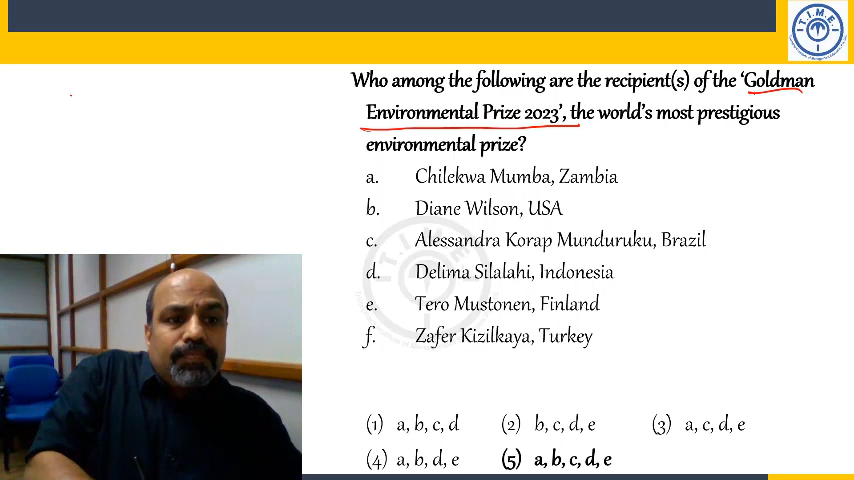 T.I.M.E.
Who among the following are the recipient(s) of the ‘Goldman
Environmental Prize 2023’, the world’s most prestigious
environmental prize?
a. Chilekwa Mumba, Zambia
b. Diane Wilson, USA
c. Alessandra Korap Munduruku, Brazil
d. Delima Silalahi, Indonesia
e. Tero Mustonen, Finland
f. Zafer Kizilkaya, Turkey
(1) a, b, c, d (2) b, c, d, e (3) a, c, d, e
(4) a, b, d, e (5) a, b, c, d, e